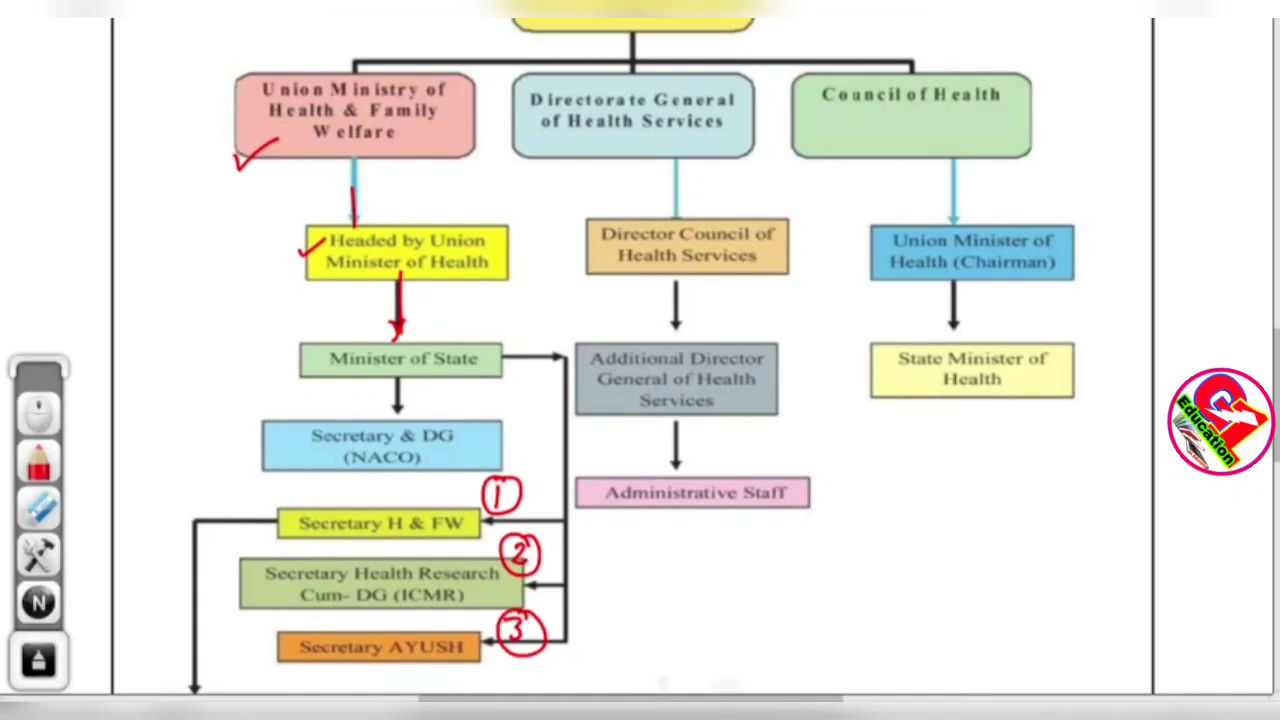 Union Ministry of
Health & Family
Welfare
Directorate General
of Health Services
Council of Health
Headed by Union
Minister of Health
Director Council of
Health Services
Union Minister of
Health (Chairman)
Minister of State
Additional Director
General of Health
Services
State Minister of
Health
Secretary & DG
(NACO)
Administrative Staff
1
Secretary H & FW
2
Secretary Health Research
Cum- DG (ICMR)
3
Secretary AYUSH
N
Education